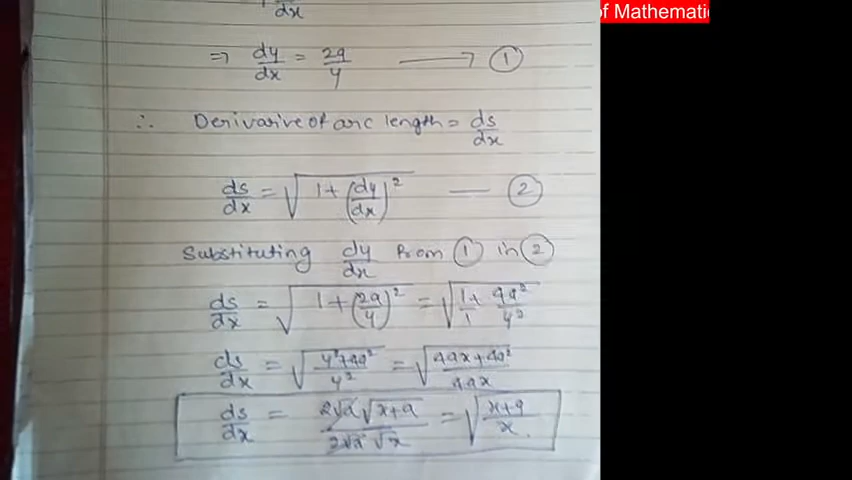 of Mathemati
dx
=> dy/dx = 2a/y ——→ ①
∴ Derivarive of arc length = ds/dx
ds/dx = √(1+(dy/dx)²) —— ②
Substituting dy/dx from ① in ②
ds/dx = √(1+(2a/y)²) = √(1/1 + 4a²/y²)
ds/dx = √((y²+4a²)/y²) = √((4ax+4a²)/4ax)
ds/dx = 2√a √(x+a) / 2√a √x = √((x+a)/x).